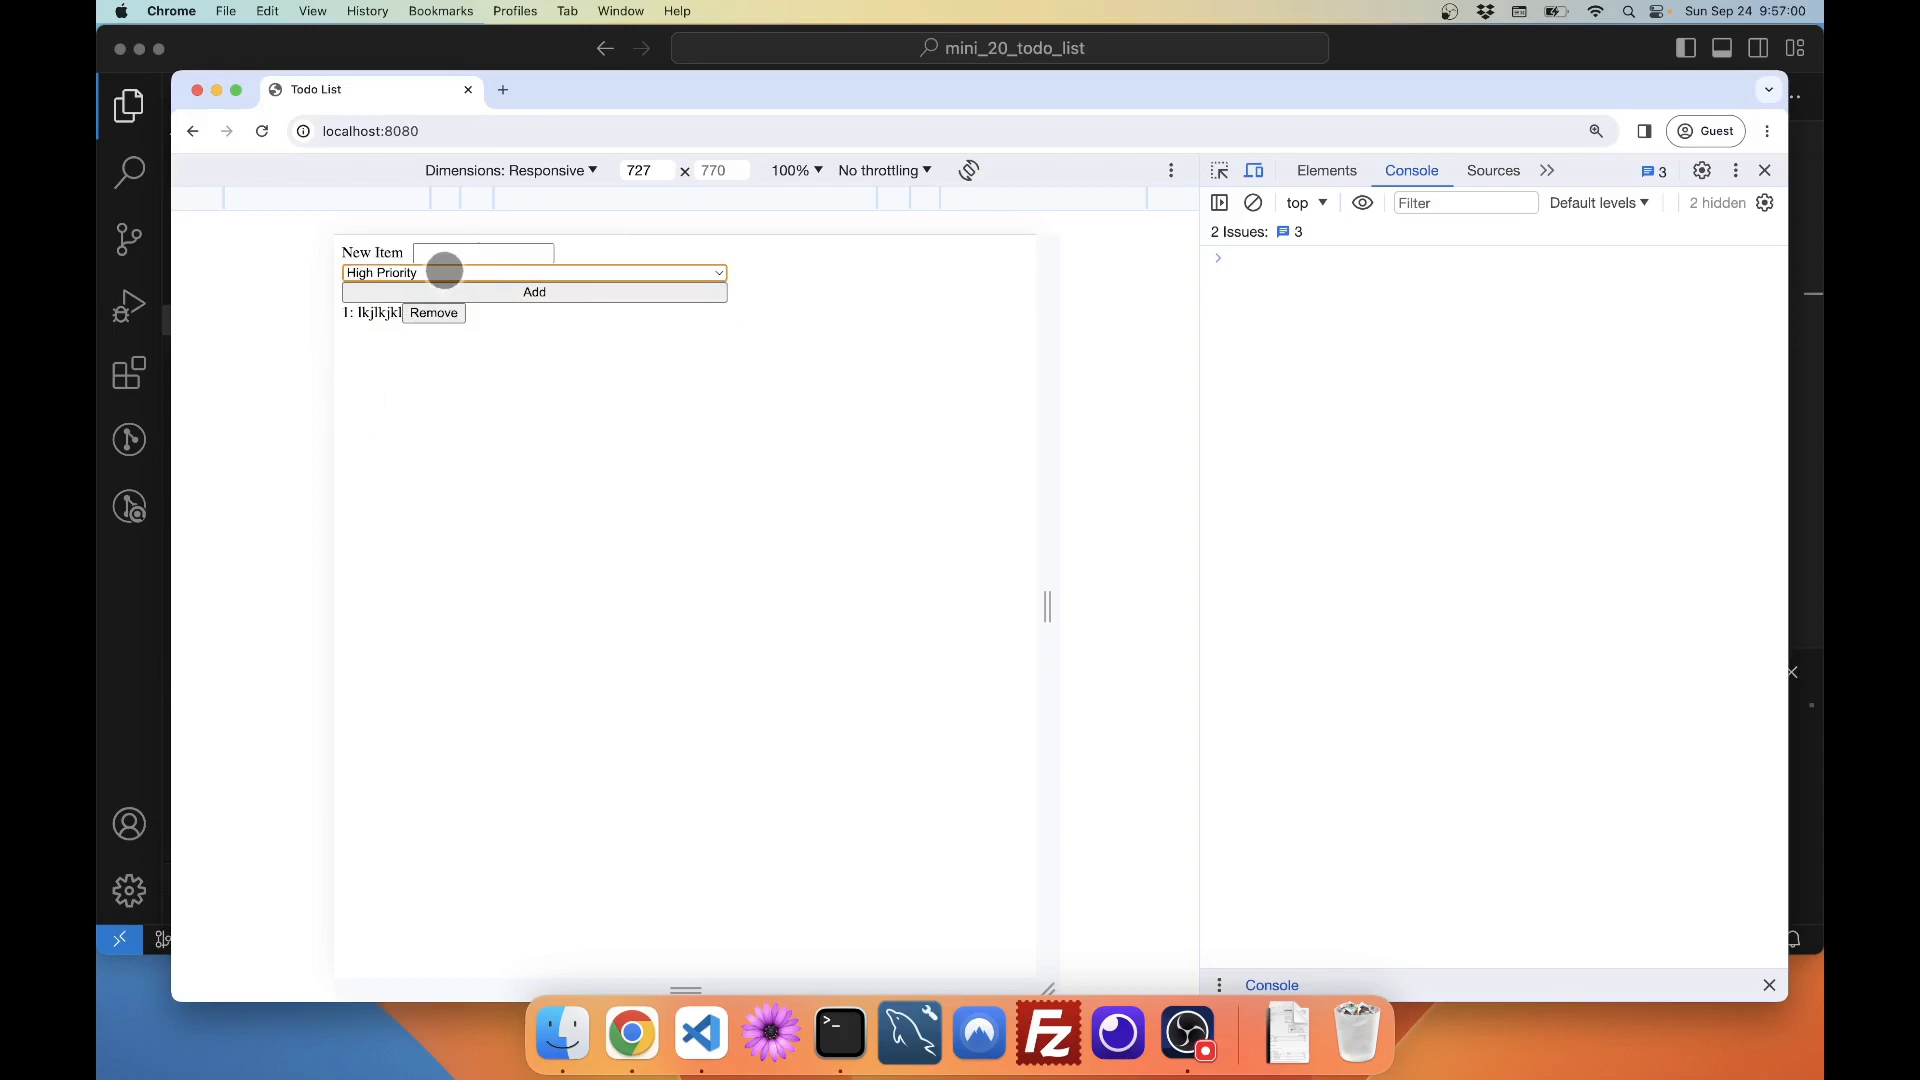 Chrome File Edit View History Bookmarks Profiles Tab Window Help Sun Sep 24 9:57:00
mini_20_todo_list
Todo List
localhost:8080 Guest
Dimensions: Responsive 727 × 770 100% No throttling
Elements Console Sources 3
top Filter Default levels 2 hidden
2 Issues: 3
New Item
High Priority
Add
1: lkjlkjkl Remove
Console